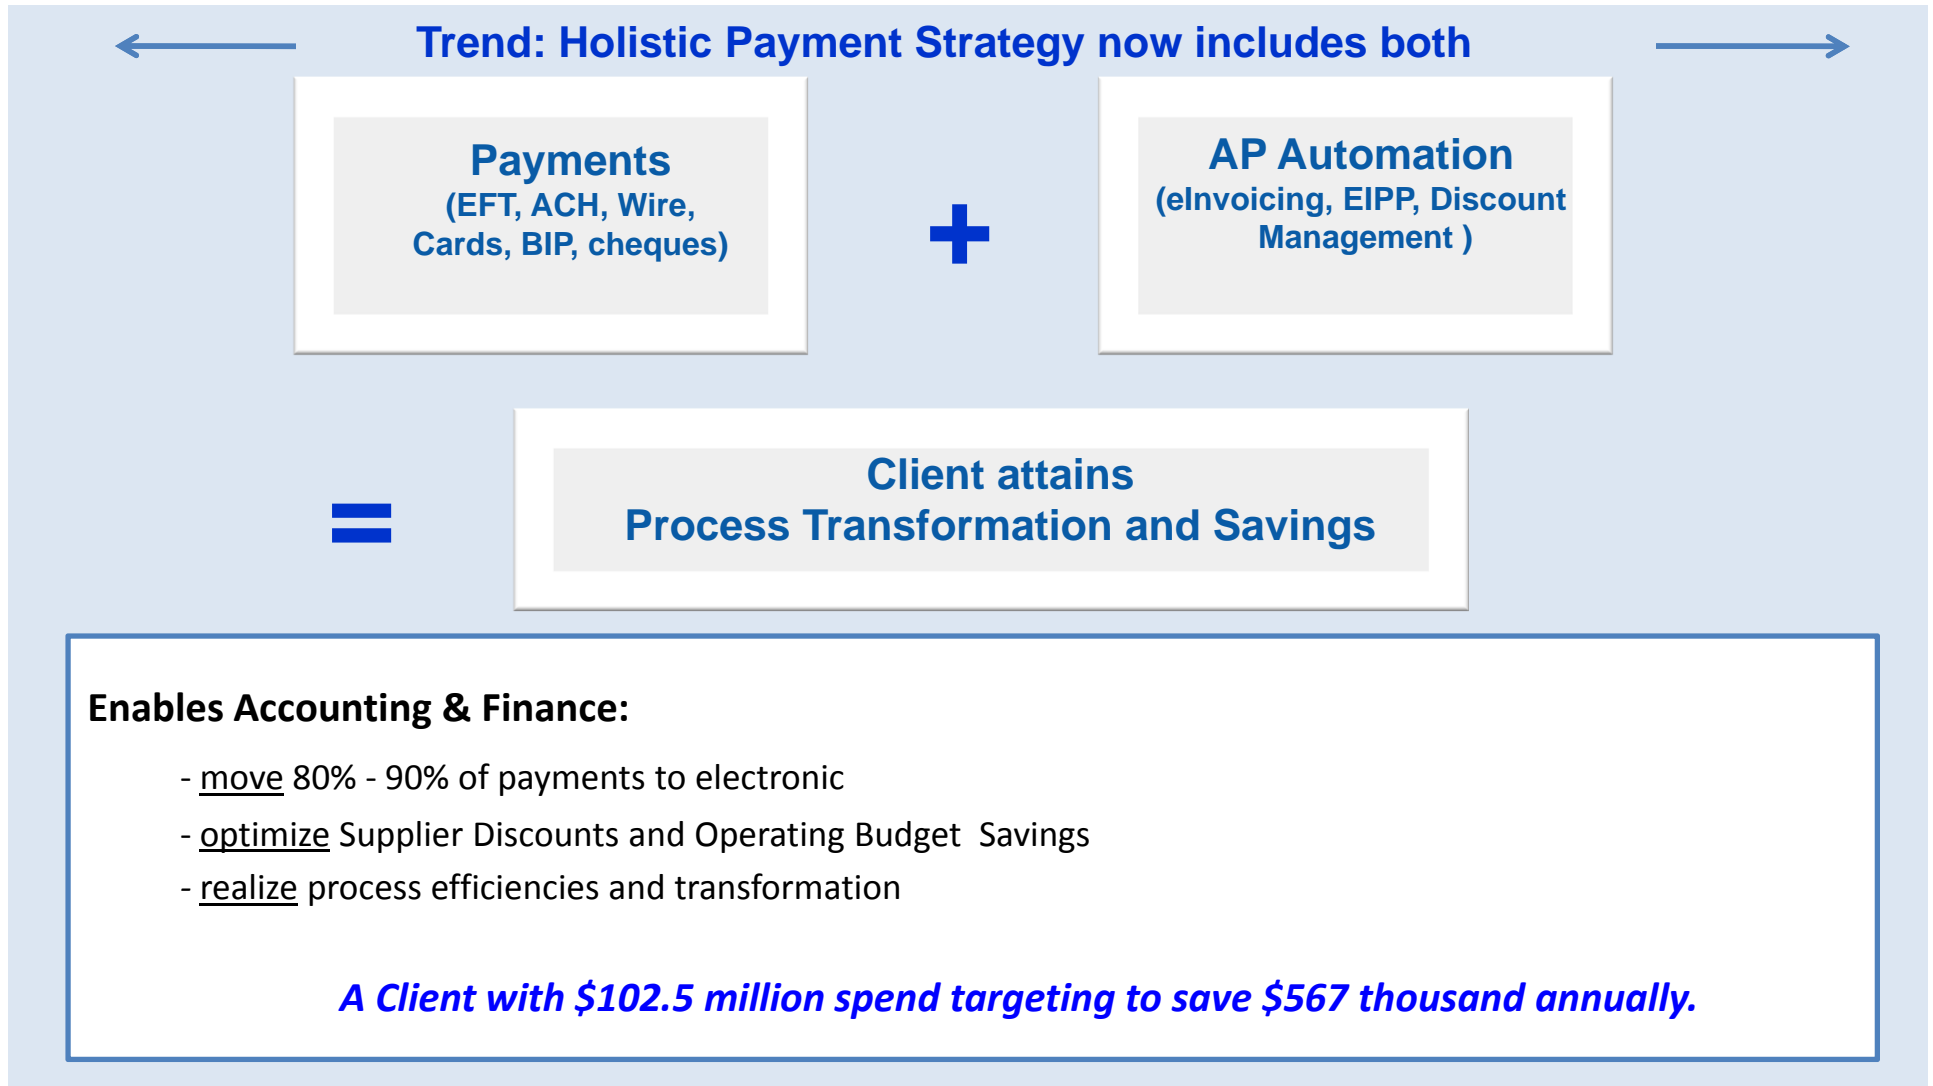 Trend: Holistic Payment Strategy now includes both
Payments
(EFT, ACH, Wire,
Cards, BIP, cheques)
+
AP Automation
(eInvoicing, EIPP, Discount
Management )
=
Client attains
Process Transformation and Savings
Enables Accounting & Finance:
- move 80% - 90% of payments to electronic
- optimize Supplier Discounts and Operating Budget  Savings
- realize process efficiencies and transformation
A Client with $102.5 million spend targeting to save $567 thousand annually.